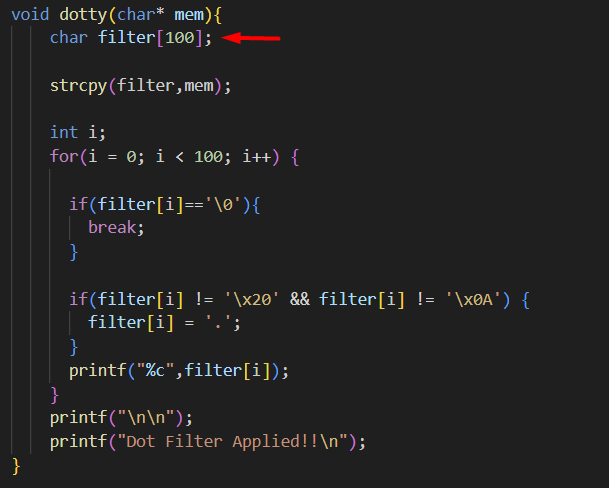 void dotty(char* mem){
char filter[100];
strcpy(filter,mem);
int i;
for(i = 0; i < 100; i++) {
if(filter[i]=='\0'){
break;
}
if(filter[i] != '\x20' && filter[i] != '\x0A') {
filter[i] = '.';
}
printf("%c",filter[i]);
}
printf("\n\n");
printf("Dot Filter Applied!!\n");
}